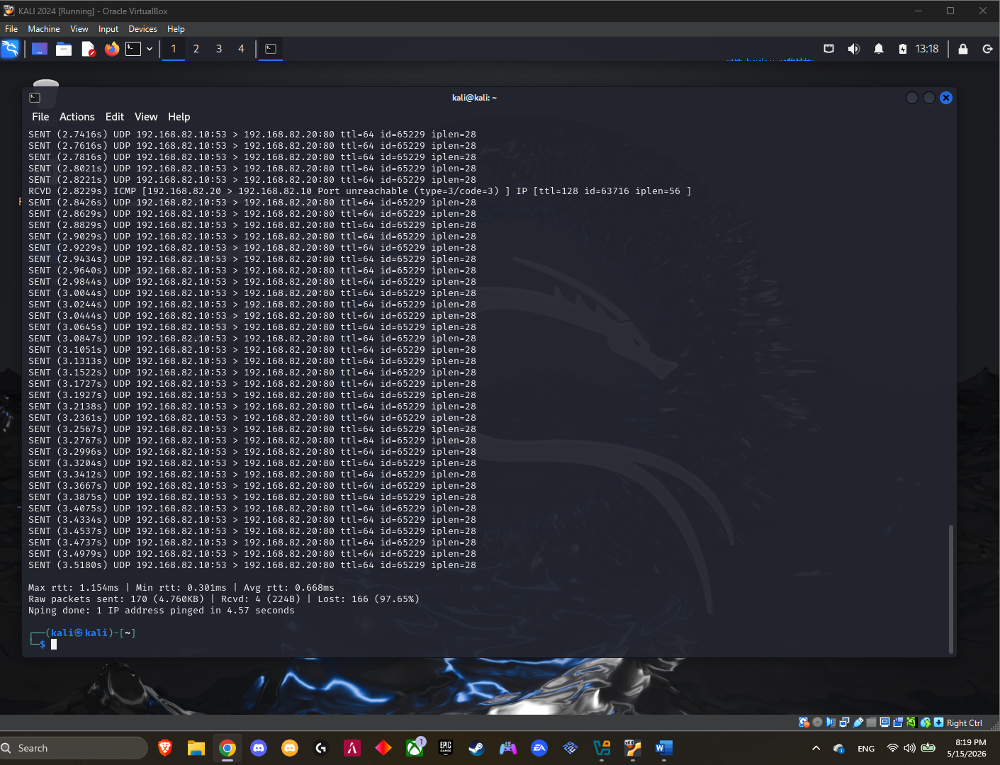 KALI 2024 [Running] - Oracle VirtualBox
File Machine View Input Devices Help
1 2 3 4
13:18
kali@kali: ~
File Actions Edit View Help
SENT (2.7416s) UDP 192.168.82.10:53 > 192.168.82.20:80 ttl=64 id=65229 iplen=28
SENT (2.7616s) UDP 192.168.82.10:53 > 192.168.82.20:80 ttl=64 id=65229 iplen=28
SENT (2.7816s) UDP 192.168.82.10:53 > 192.168.82.20:80 ttl=64 id=65229 iplen=28
SENT (2.8021s) UDP 192.168.82.10:53 > 192.168.82.20:80 ttl=64 id=65229 iplen=28
SENT (2.8221s) UDP 192.168.82.10:53 > 192.168.82.20:80 ttl=64 id=65229 iplen=28
RCVD (2.8229s) ICMP [192.168.82.20 > 192.168.82.10 Port unreachable (type=3/code=3) ] IP [ttl=128 id=63716 iplen=56 ]
SENT (2.8426s) UDP 192.168.82.10:53 > 192.168.82.20:80 ttl=64 id=65229 iplen=28
SENT (2.8629s) UDP 192.168.82.10:53 > 192.168.82.20:80 ttl=64 id=65229 iplen=28
SENT (2.8829s) UDP 192.168.82.10:53 > 192.168.82.20:80 ttl=64 id=65229 iplen=28
SENT (2.9029s) UDP 192.168.82.10:53 > 192.168.82.20:80 ttl=64 id=65229 iplen=28
SENT (2.9229s) UDP 192.168.82.10:53 > 192.168.82.20:80 ttl=64 id=65229 iplen=28
SENT (2.9434s) UDP 192.168.82.10:53 > 192.168.82.20:80 ttl=64 id=65229 iplen=28
SENT (2.9640s) UDP 192.168.82.10:53 > 192.168.82.20:80 ttl=64 id=65229 iplen=28
SENT (2.9844s) UDP 192.168.82.10:53 > 192.168.82.20:80 ttl=64 id=65229 iplen=28
SENT (3.0044s) UDP 192.168.82.10:53 > 192.168.82.20:80 ttl=64 id=65229 iplen=28
SENT (3.0244s) UDP 192.168.82.10:53 > 192.168.82.20:80 ttl=64 id=65229 iplen=28
SENT (3.0444s) UDP 192.168.82.10:53 > 192.168.82.20:80 ttl=64 id=65229 iplen=28
SENT (3.0645s) UDP 192.168.82.10:53 > 192.168.82.20:80 ttl=64 id=65229 iplen=28
SENT (3.0847s) UDP 192.168.82.10:53 > 192.168.82.20:80 ttl=64 id=65229 iplen=28
SENT (3.1051s) UDP 192.168.82.10:53 > 192.168.82.20:80 ttl=64 id=65229 iplen=28
SENT (3.1313s) UDP 192.168.82.10:53 > 192.168.82.20:80 ttl=64 id=65229 iplen=28
SENT (3.1522s) UDP 192.168.82.10:53 > 192.168.82.20:80 ttl=64 id=65229 iplen=28
SENT (3.1727s) UDP 192.168.82.10:53 > 192.168.82.20:80 ttl=64 id=65229 iplen=28
SENT (3.1927s) UDP 192.168.82.10:53 > 192.168.82.20:80 ttl=64 id=65229 iplen=28
SENT (3.2138s) UDP 192.168.82.10:53 > 192.168.82.20:80 ttl=64 id=65229 iplen=28
SENT (3.2361s) UDP 192.168.82.10:53 > 192.168.82.20:80 ttl=64 id=65229 iplen=28
SENT (3.2567s) UDP 192.168.82.10:53 > 192.168.82.20:80 ttl=64 id=65229 iplen=28
SENT (3.2767s) UDP 192.168.82.10:53 > 192.168.82.20:80 ttl=64 id=65229 iplen=28
SENT (3.2996s) UDP 192.168.82.10:53 > 192.168.82.20:80 ttl=64 id=65229 iplen=28
SENT (3.3204s) UDP 192.168.82.10:53 > 192.168.82.20:80 ttl=64 id=65229 iplen=28
SENT (3.3412s) UDP 192.168.82.10:53 > 192.168.82.20:80 ttl=64 id=65229 iplen=28
SENT (3.3667s) UDP 192.168.82.10:53 > 192.168.82.20:80 ttl=64 id=65229 iplen=28
SENT (3.3875s) UDP 192.168.82.10:53 > 192.168.82.20:80 ttl=64 id=65229 iplen=28
SENT (3.4075s) UDP 192.168.82.10:53 > 192.168.82.20:80 ttl=64 id=65229 iplen=28
SENT (3.4334s) UDP 192.168.82.10:53 > 192.168.82.20:80 ttl=64 id=65229 iplen=28
SENT (3.4537s) UDP 192.168.82.10:53 > 192.168.82.20:80 ttl=64 id=65229 iplen=28
SENT (3.4737s) UDP 192.168.82.10:53 > 192.168.82.20:80 ttl=64 id=65229 iplen=28
SENT (3.4979s) UDP 192.168.82.10:53 > 192.168.82.20:80 ttl=64 id=65229 iplen=28
SENT (3.5180s) UDP 192.168.82.10:53 > 192.168.82.20:80 ttl=64 id=65229 iplen=28
Max rtt: 1.154ms | Min rtt: 0.301ms | Avg rtt: 0.668ms
Raw packets sent: 170 (4.760KB) | Rcvd: 4 (224B) | Lost: 166 (97.65%)
Nping done: 1 IP address pinged in 4.57 seconds
┌──(kali㉿kali)-[~]
└─$
Right Ctrl
Search
1
EPIC GAMES
EA
x64
W
ENG
8:19 PM
5/15/2026